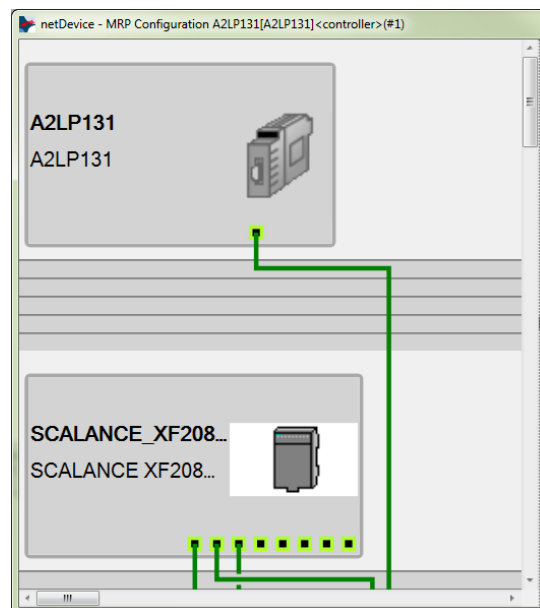 netDevice - MRP Configuration A2LP131[A2LP131]<controller>(#1)
A2LP131
A2LP131
SCALANCE_XF208...
SCALANCE XF208...